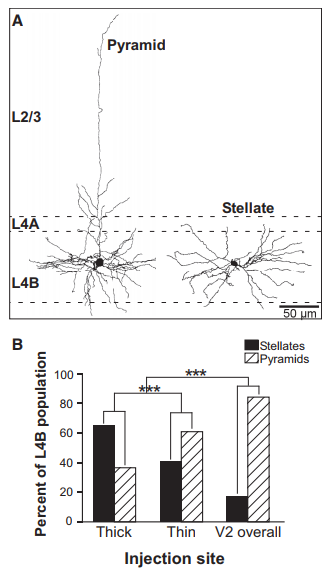 A
Pyramid
L2/3
Stellate
L4A
L4B
50 µm
B
Stellates
Pyramids
Percent of L4B population
100
80
60
40
20
0
***
***
Thick
Thin
V2 overall
Injection site